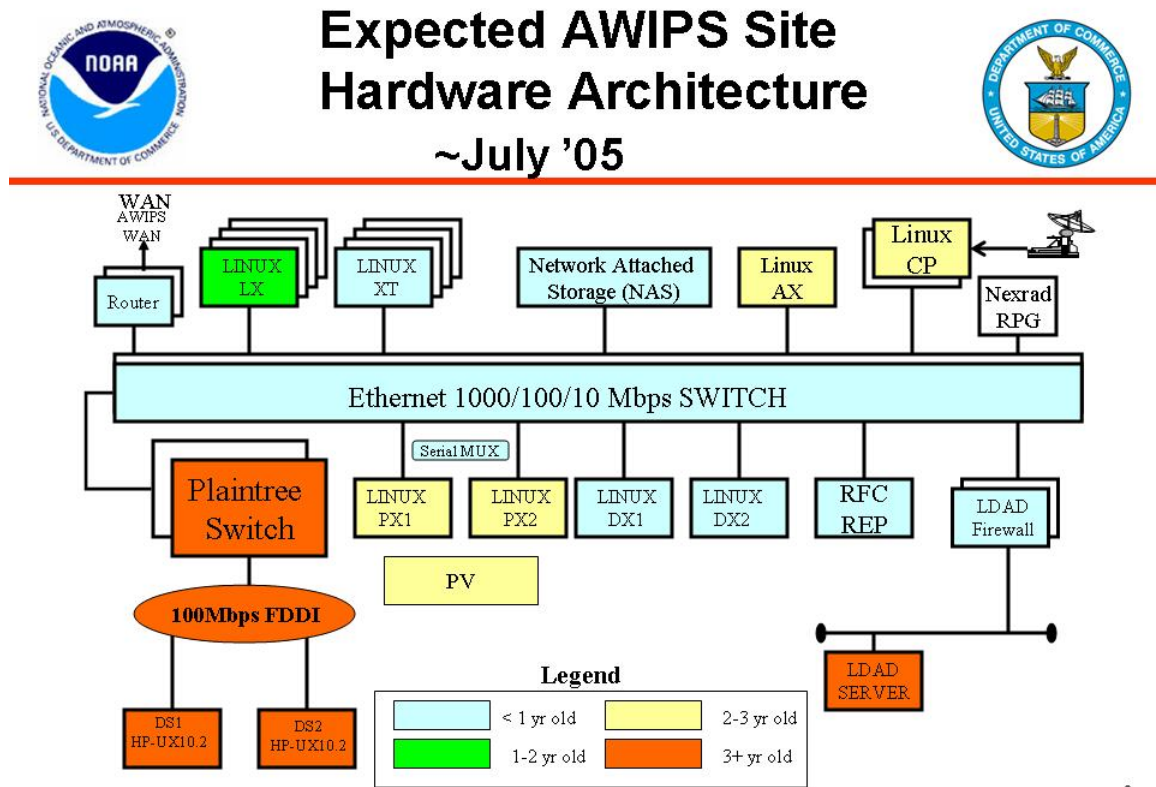 Expected AWIPS Site
Hardware Architecture
~July '05
NATIONAL OCEANIC AND ATMOSPHERIC ADMINISTRATION
NOAA
U.S. DEPARTMENT OF COMMERCE
®
DEPARTMENT OF COMMERCE
UNITED STATES OF AMERICA
WAN
AWIPS
WAN
Router
LINUX
LX
LINUX
XT
Network Attached
Storage (NAS)
Linux
AX
Linux
CP
Nexrad
RPG
Ethernet 1000/100/10 Mbps SWITCH
Serial MUX
Plaintree
Switch
LINUX
PX1
LINUX
PX2
LINUX
DX1
LINUX
DX2
RFC
REP
LDAD
Firewall
PV
100Mbps FDDI
LDAD
SERVER
DS1
HP-UX10.2
DS2
HP-UX10.2
Legend
< 1 yr old
2-3 yr old
1-2 yr old
3+ yr old